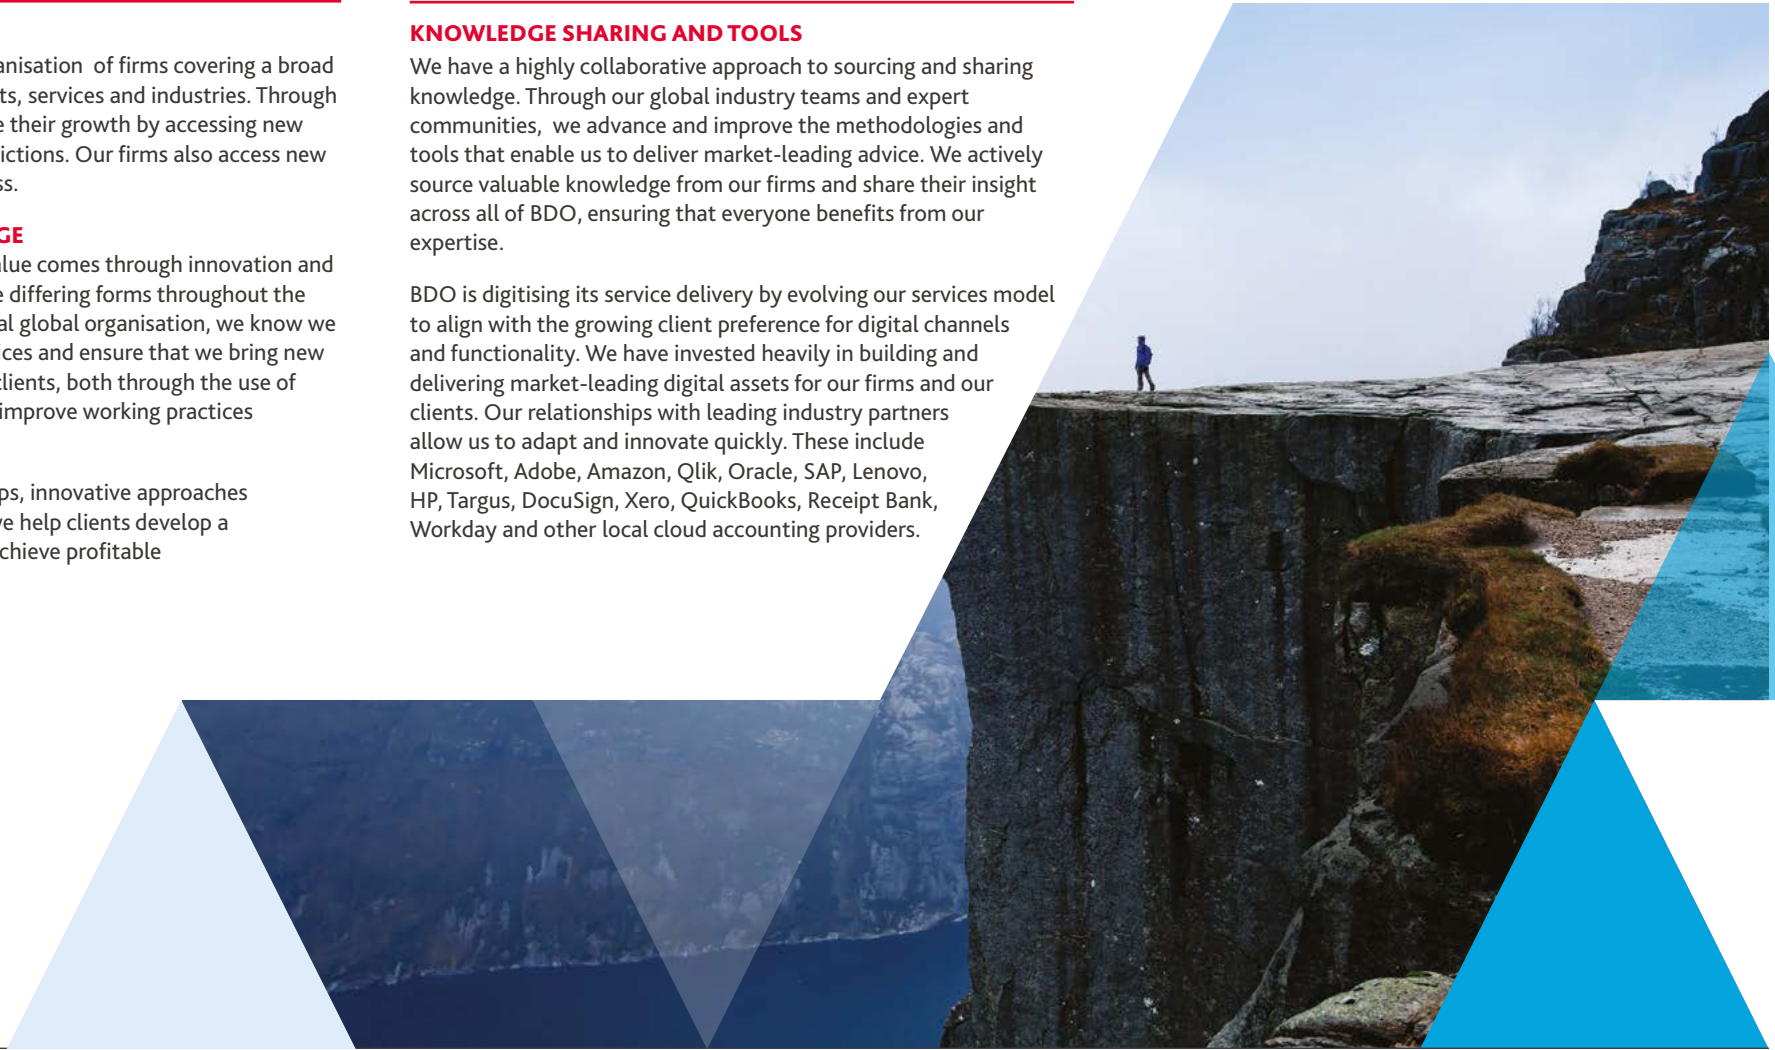 anisation of firms covering a broad
ts, services and industries. Through
e their growth by accessing new
ictions. Our firms also access new
ss.
GE
alue comes through innovation and
e differing forms throughout the
al global organisation, we know we
ices and ensure that we bring new
clients, both through the use of
improve working practices
ps, innovative approaches
ve help clients develop a
chieve profitable
KNOWLEDGE SHARING AND TOOLS
We have a highly collaborative approach to sourcing and sharing
knowledge. Through our global industry teams and expert
communities, we advance and improve the methodologies and
tools that enable us to deliver market-leading advice. We actively
source valuable knowledge from our firms and share their insight
across all of BDO, ensuring that everyone benefits from our
expertise.
BDO is digitising its service delivery by evolving our services model
to align with the growing client preference for digital channels
and functionality. We have invested heavily in building and
delivering market-leading digital assets for our firms and our
clients. Our relationships with leading industry partners
allow us to adapt and innovate quickly. These include
Microsoft, Adobe, Amazon, Qlik, Oracle, SAP, Lenovo,
HP, Targus, DocuSign, Xero, QuickBooks, Receipt Bank,
Workday and other local cloud accounting providers.